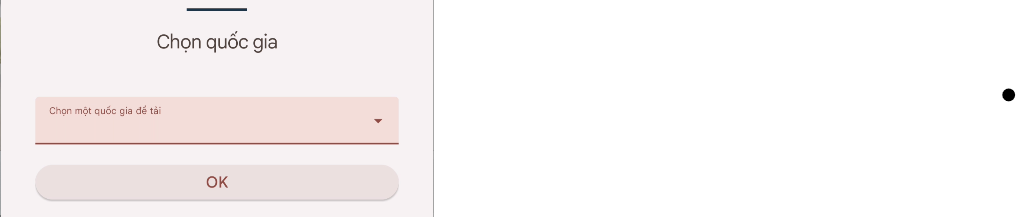 Chọn quốc gia
Chọn một quốc gia để tải
OK